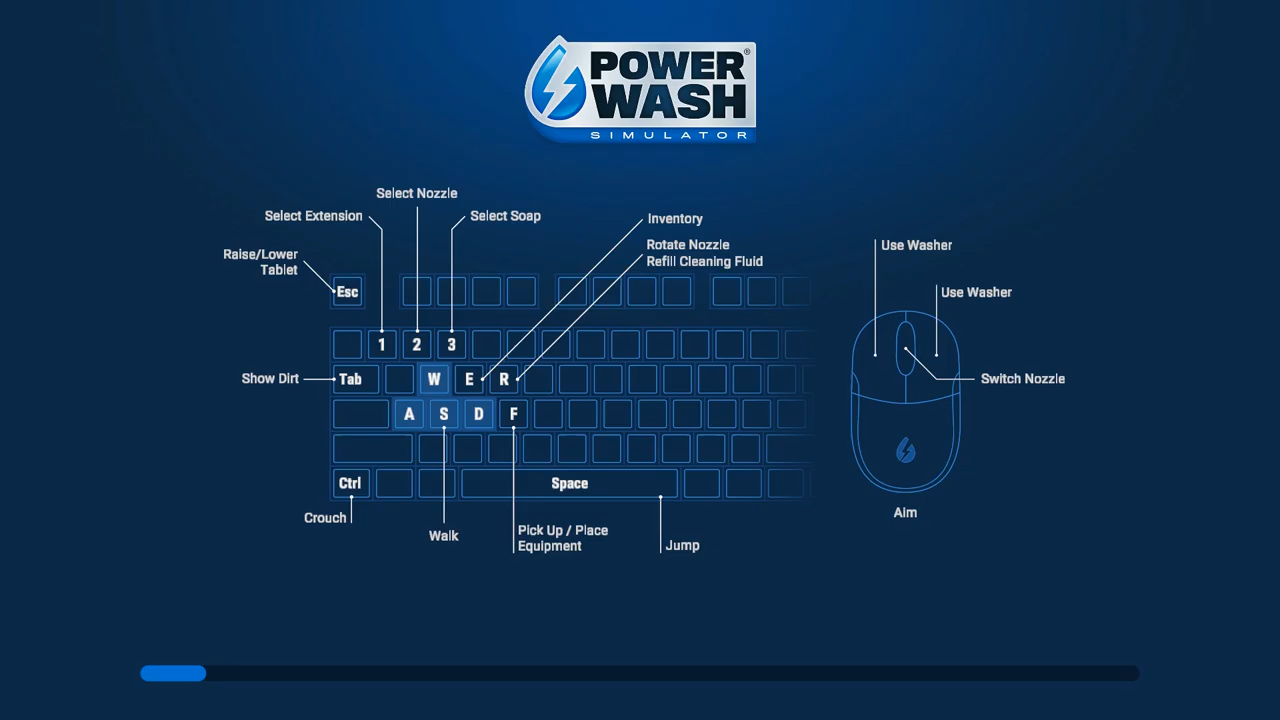 POWER®
WASH
SIMULATOR
Select Nozzle
Select Extension
Select Soap
Inventory
Raise/Lower
Tablet
Rotate Nozzle
Refill Cleaning Fluid
Use Washer
Use Washer
Esc
1 2 3
Show Dirt
Tab W E R
Switch Nozzle
A S D F
Ctrl Space
Crouch
Walk
Pick Up / Place
Equipment
Jump
Aim